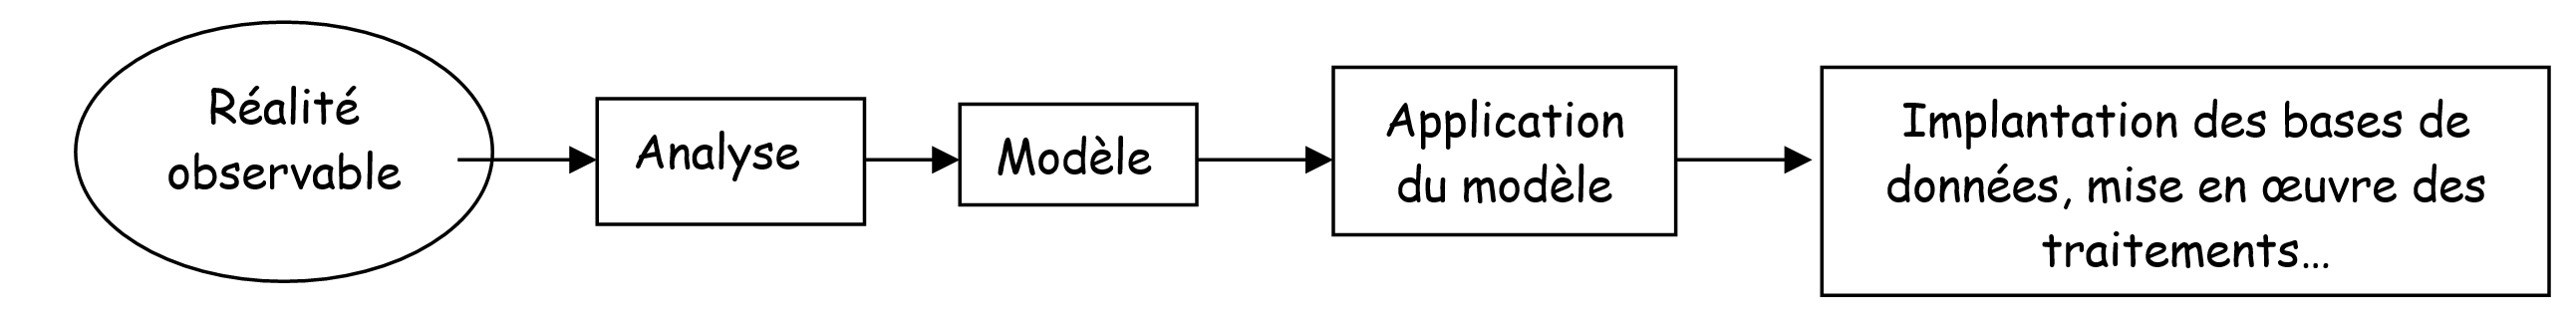 Réalité
observable
Analyse
Modèle
Application
du modèle
Implantation des bases de
données, mise en œuvre des
traitements...